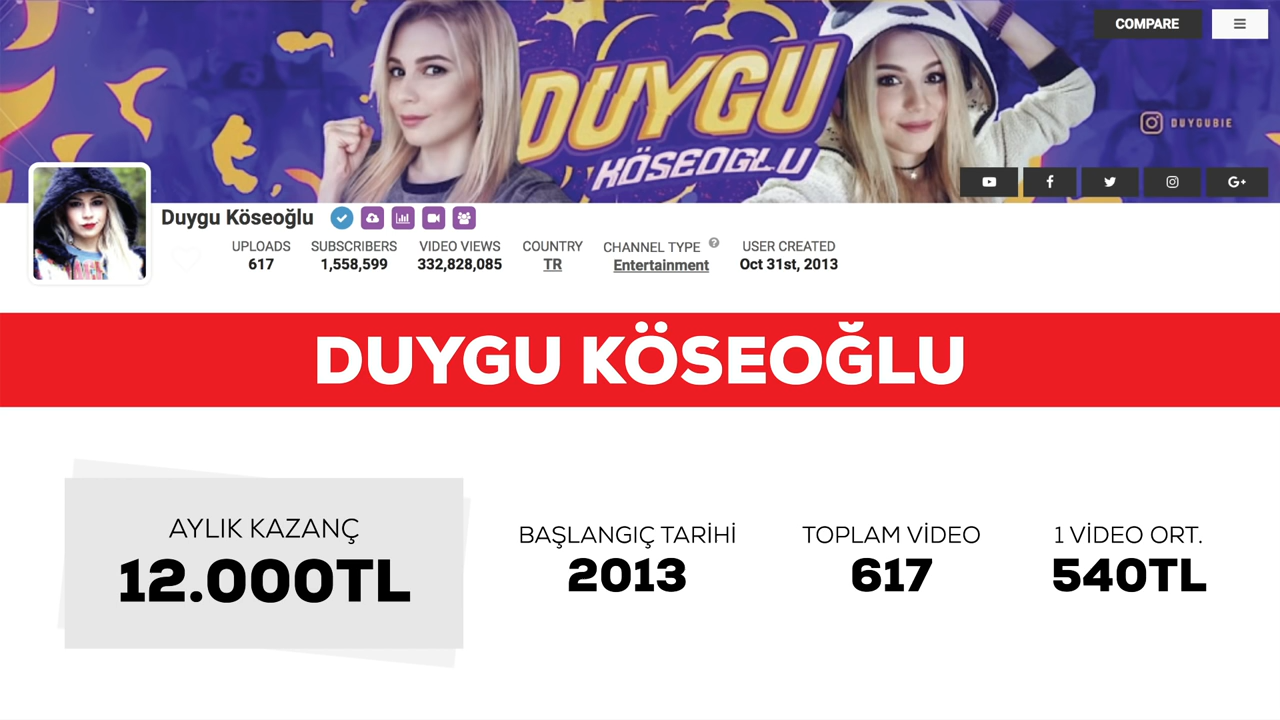 COMPARE
DUYGU
KÖSEOGLU
DUYGUBIE
G+
Duygu Köseoğlu
UPLOADS SUBSCRIBERS VIDEO VIEWS COUNTRY CHANNEL TYPE ? USER CREATED
617 1,558,599 332,828,085 TR Entertainment Oct 31st, 2013
DUYGU KÖSEOĞLU
AYLIK KAZANÇ
12.000TL
BAŞLANGIÇ TARİHİ
2013
TOPLAM VİDEO
617
1 VİDEO ORT.
540TL